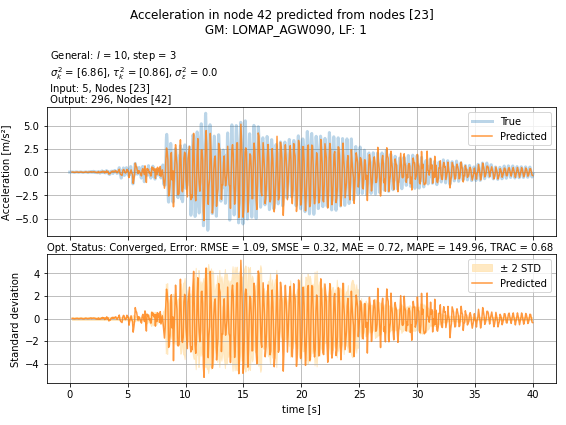 Acceleration in node 42 predicted from nodes [23]
GM: LOMAP_AGW090, LF: 1
General: l = 10, step = 3
σ²ₖ = [6.86], τ²ₖ = [0.86], σ²ε = 0.0
Input: 5, Nodes [23]
Output: 296, Nodes [42]
Acceleration [m/s²]
5.0
2.5
0.0
−2.5
−5.0
True
Predicted
Opt. Status: Converged, Error: RMSE = 1.09, SMSE = 0.32, MAE = 0.72, MAPE = 149.96, TRAC = 0.68
Standard deviation
4
2
0
−2
−4
± 2 STD
Predicted
0 5 10 15 20 25 30 35 40
time [s]